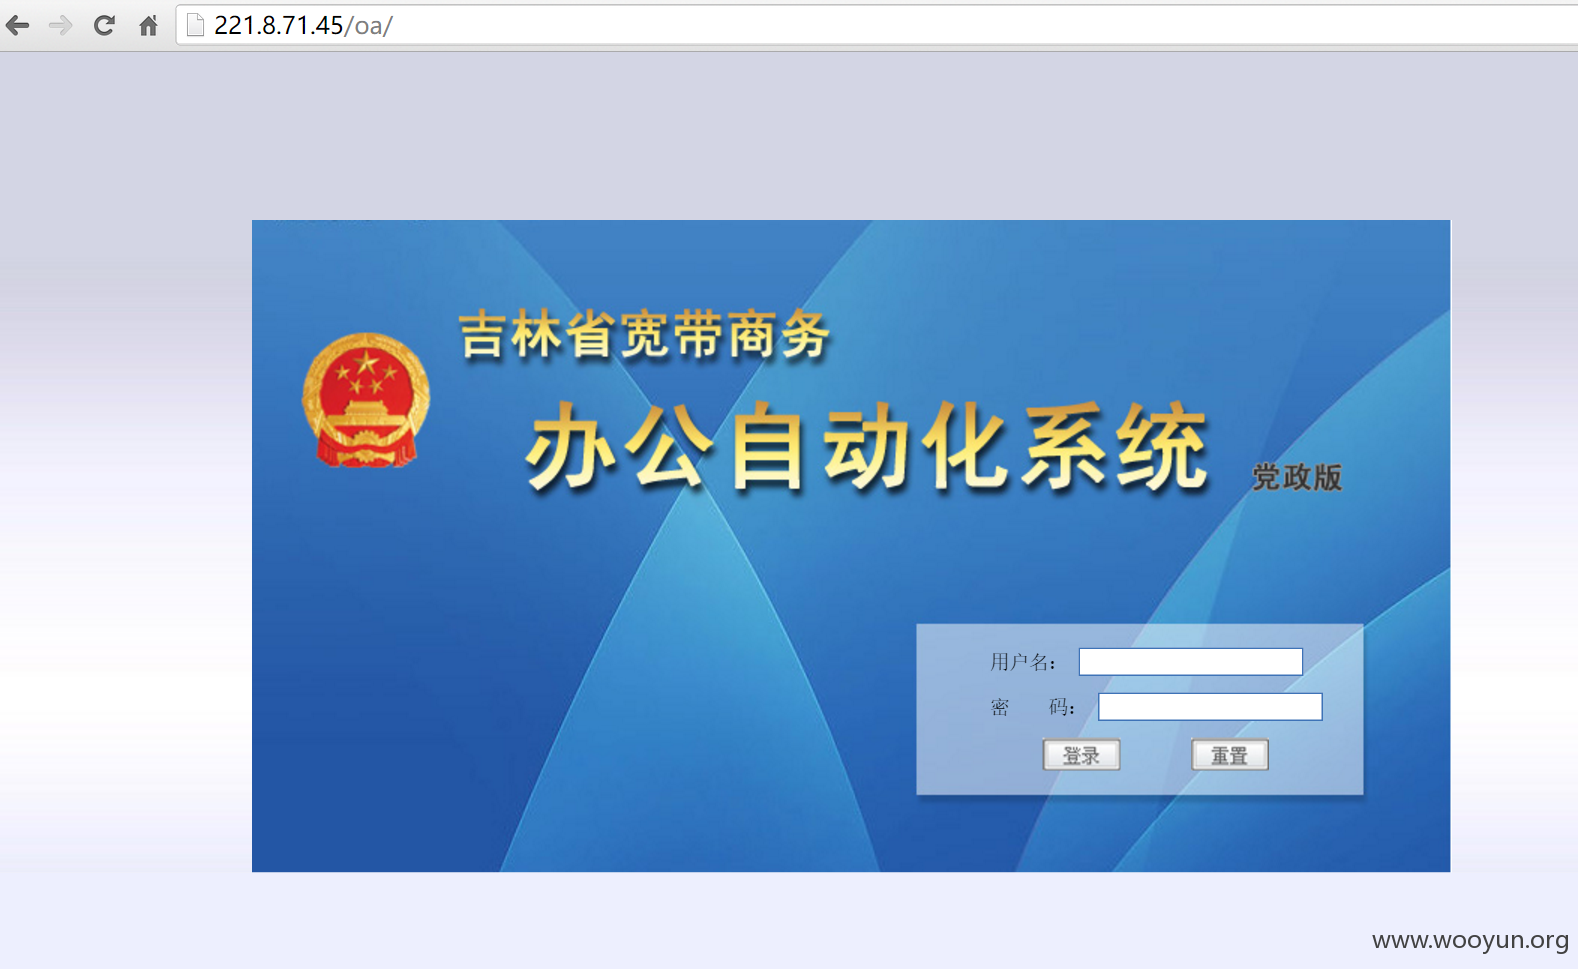 221.8.71.45/oa/
吉林省宽带商务
办公自动化系统 党政版
用户名：
密 码：
登录 重置
www.wooyun.org